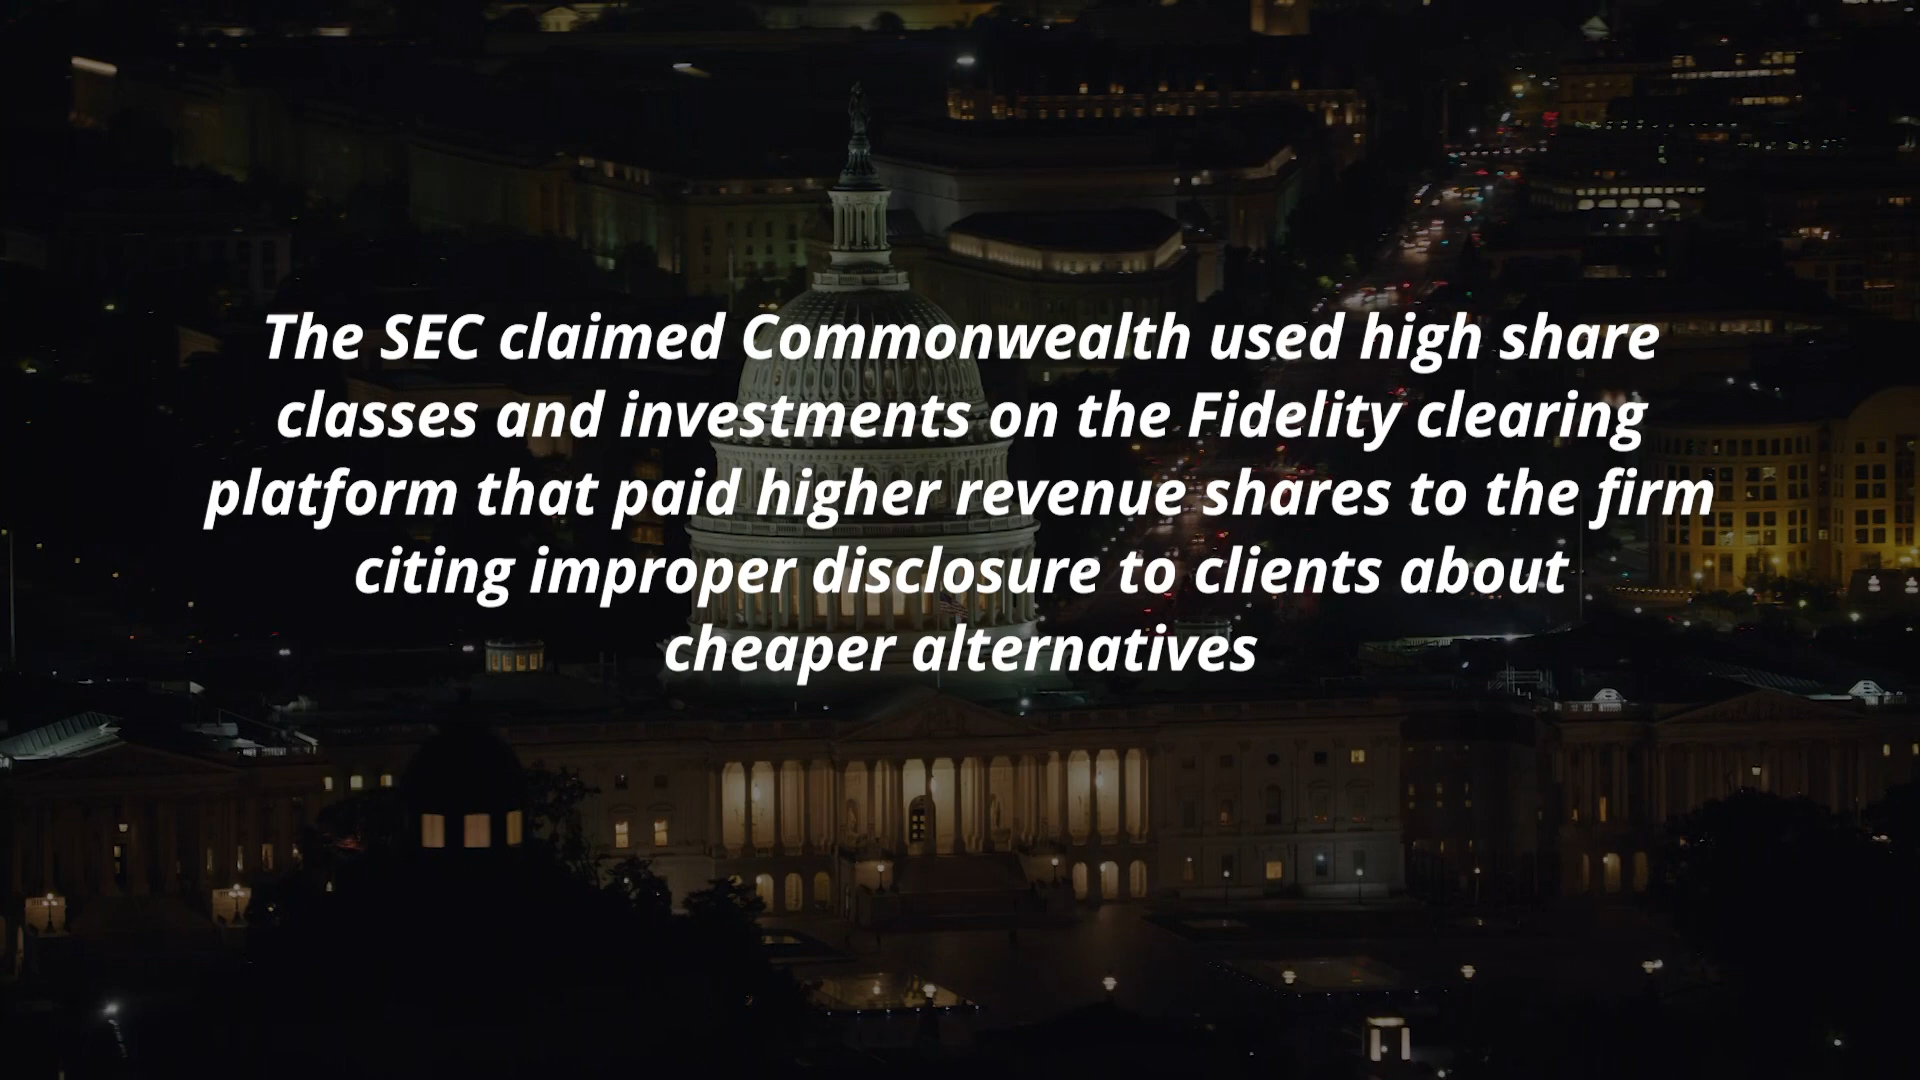 The SEC claimed Commonwealth used high share
classes and investments on the Fidelity clearing
platform that paid higher revenue shares to the firm
citing improper disclosure to clients about
cheaper alternatives